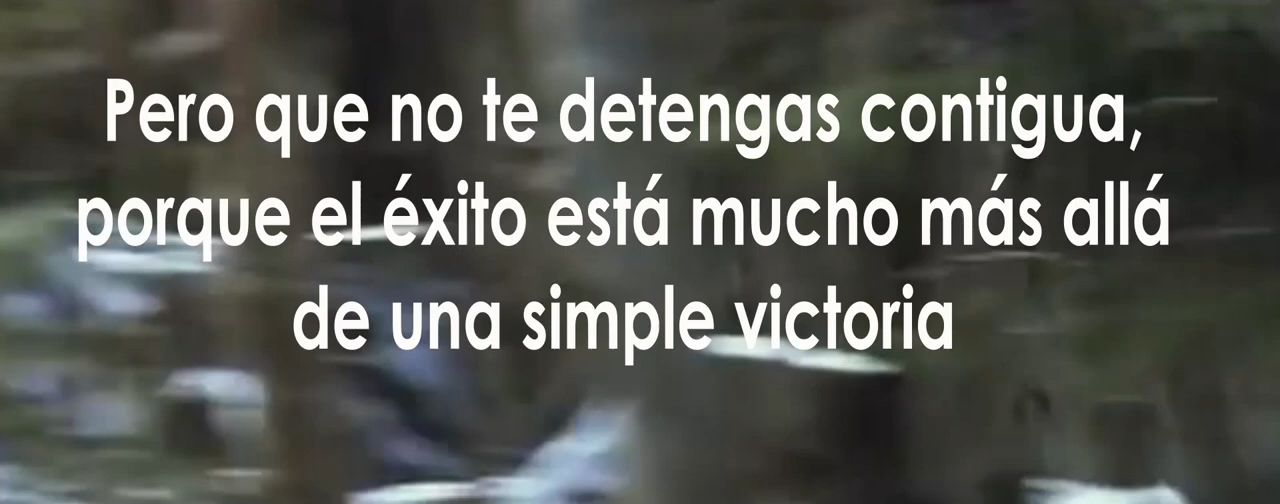 Pero que no te detengas contigua,
porque el éxito está mucho más allá
de una simple victoria